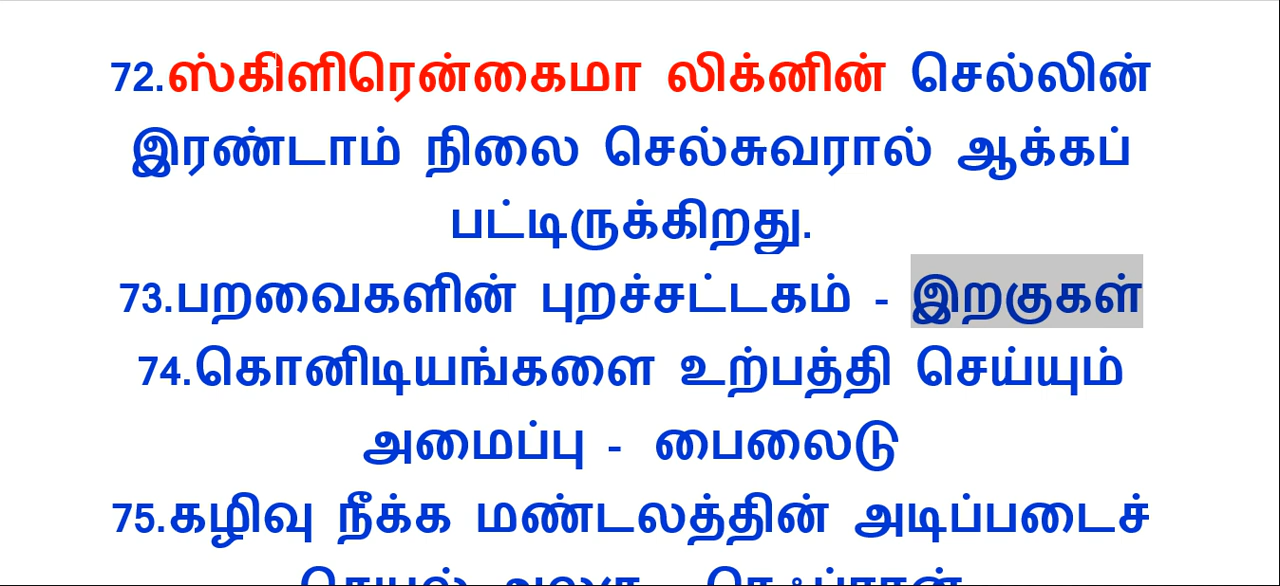 72.ஸ்கிளிரென்கைமா லிக்னின் செல்லின்
இரண்டாம் நிலை செல்சுவரால் ஆக்கப்
பட்டிருக்கிறது.
73.பறவைகளின் புறச்சட்டகம் - இறகுகள்
74.கொனிடியங்களை உற்பத்தி செய்யும்
அமைப்பு - பைலைடு
75.கழிவு நீக்க மண்டலத்தின் அடிப்படைச்